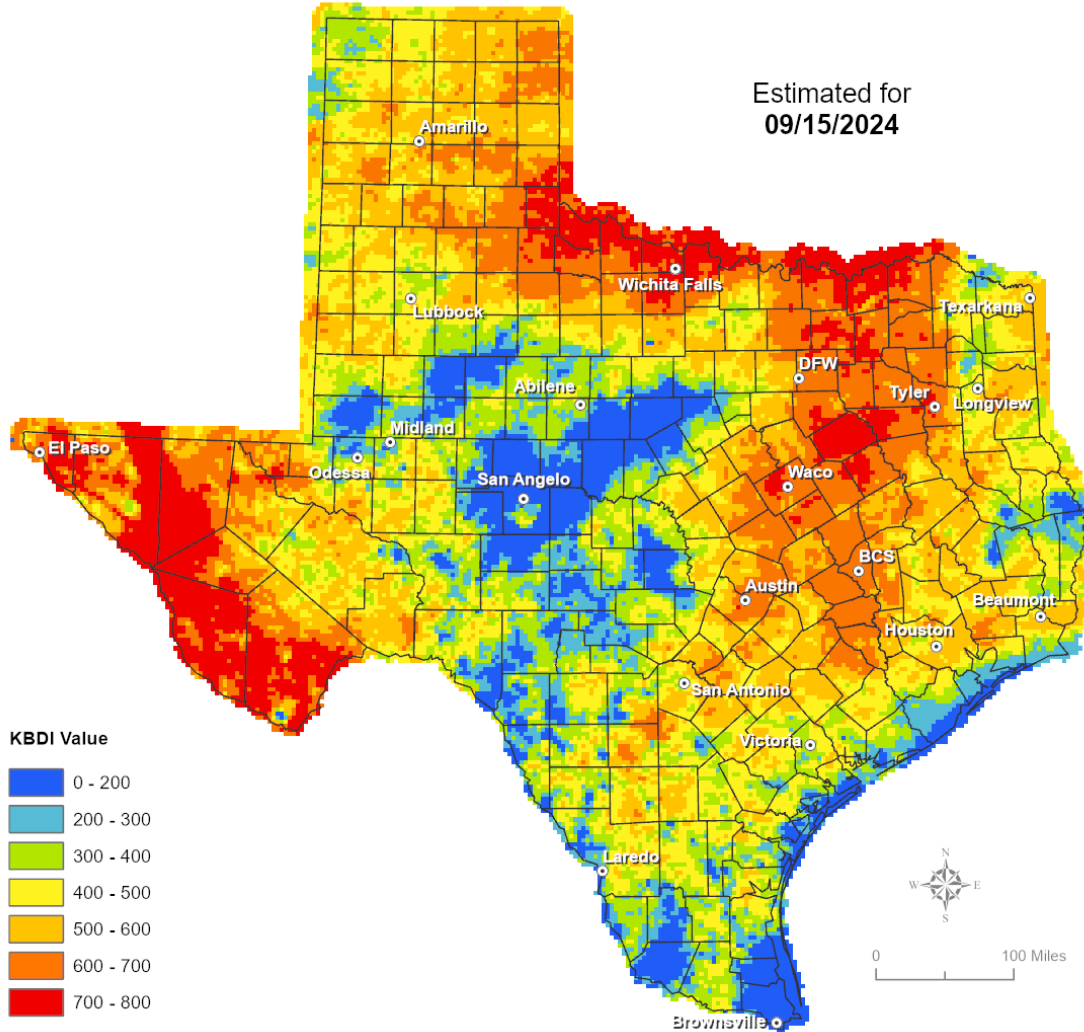 Estimated for
09/15/2024
Amarillo
Wichita Falls
Lubbock
Texarkana
DFW
Abilene
Tyler
Longview
Midland
El Paso
Odessa
San Angelo
Waco
BCS
Austin
Beaumont
Houston
San Antonio
Victoria
Laredo
Brownsville
KBDI Value
0 - 200
200 - 300
300 - 400
400 - 500
500 - 600
600 - 700
700 - 800
N
W E
S
0 100 Miles